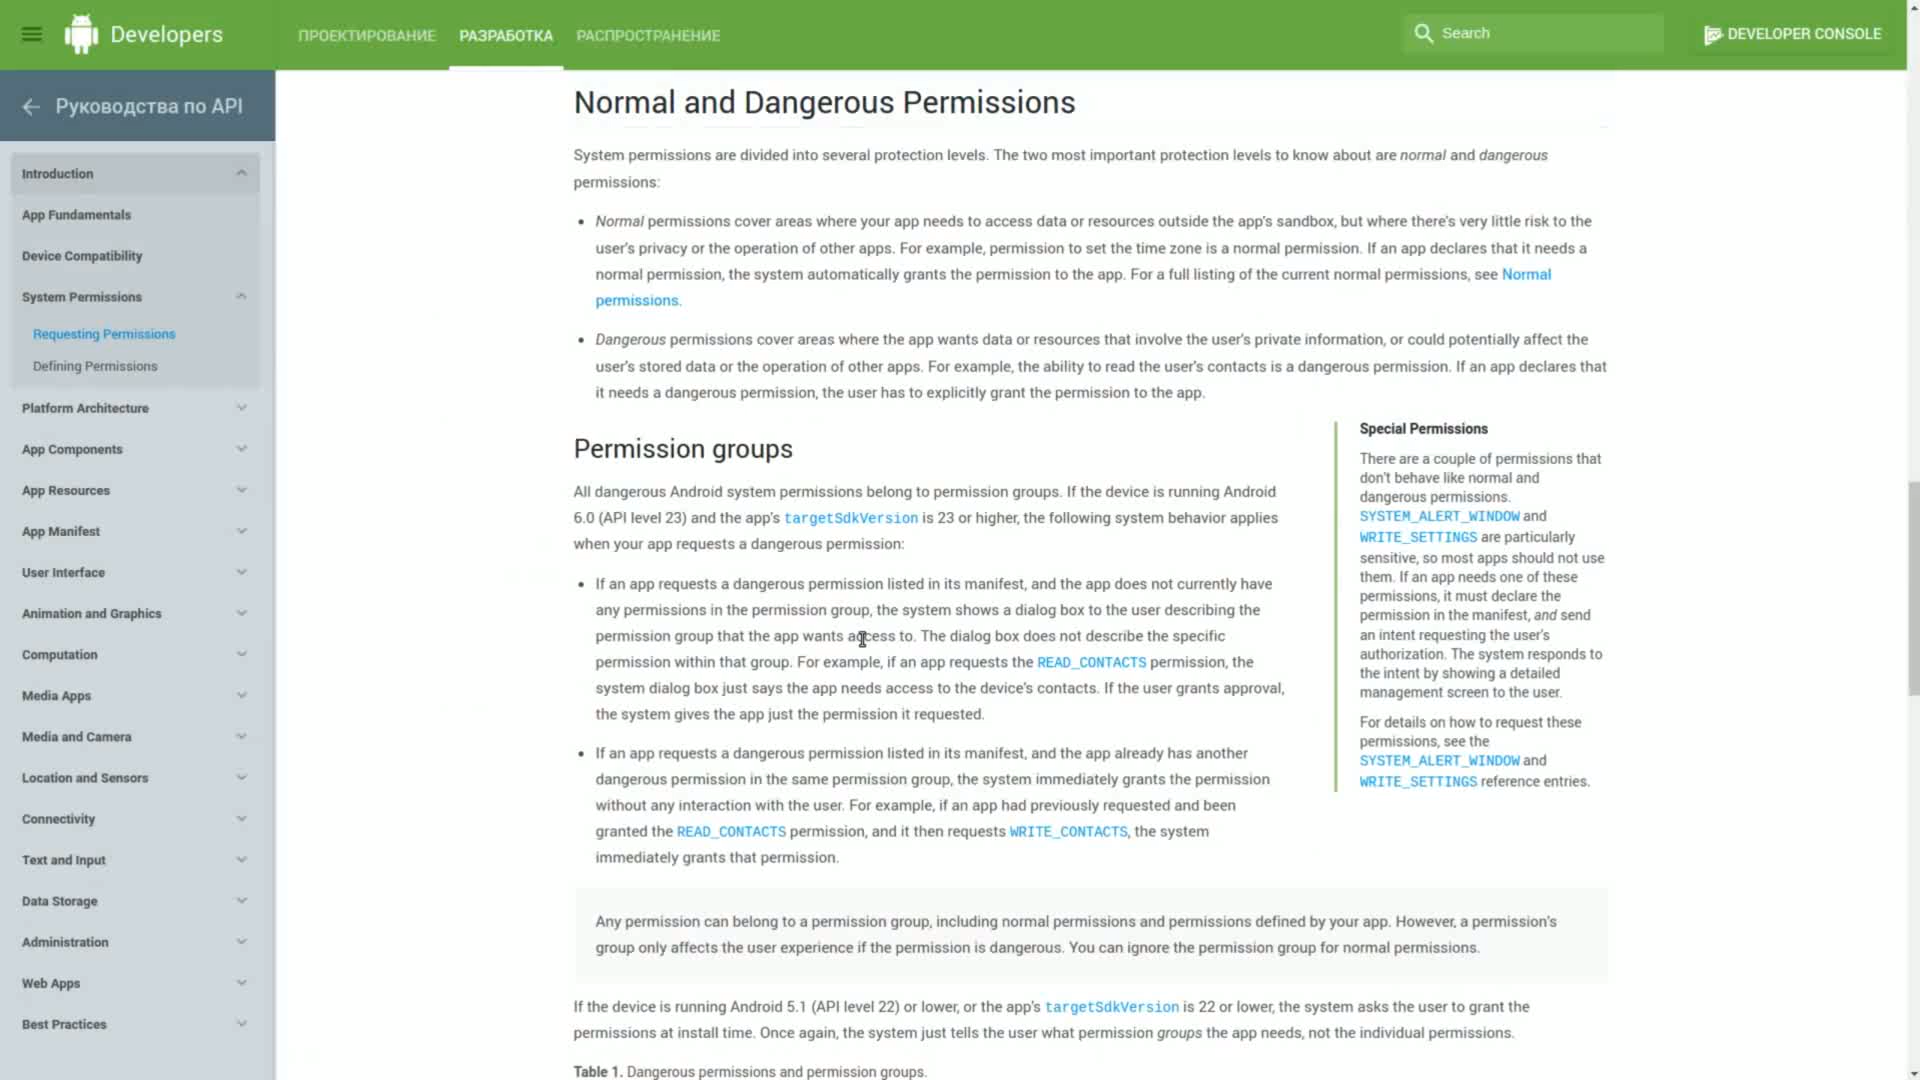 Developers
ПРОЕКТИРОВАНИЕ
РАЗРАБОТКА
РАСПРОСТРАНЕНИЕ
Search
DEVELOPER CONSOLE
Руководства по API
Introduction
App Fundamentals
Device Compatibility
System Permissions
Requesting Permissions
Defining Permissions
Platform Architecture
App Components
App Resources
App Manifest
User Interface
Animation and Graphics
Computation
Media Apps
Media and Camera
Location and Sensors
Connectivity
Text and Input
Data Storage
Administration
Web Apps
Best Practices
Normal and Dangerous Permissions
System permissions are divided into several protection levels. The two most important protection levels to know about are normal and dangerous
permissions:
• Normal permissions cover areas where your app needs to access data or resources outside the app's sandbox, but where there's very little risk to the
user's privacy or the operation of other apps. For example, permission to set the time zone is a normal permission. If an app declares that it needs a
normal permission, the system automatically grants the permission to the app. For a full listing of the current normal permissions, see Normal
permissions.
• Dangerous permissions cover areas where the app wants data or resources that involve the user's private information, or could potentially affect the
user's stored data or the operation of other apps. For example, the ability to read the user's contacts is a dangerous permission. If an app declares that
it needs a dangerous permission, the user has to explicitly grant the permission to the app.
Permission groups
All dangerous Android system permissions belong to permission groups. If the device is running Android
6.0 (API level 23) and the app's targetSdkVersion is 23 or higher, the following system behavior applies
when your app requests a dangerous permission:
• If an app requests a dangerous permission listed in its manifest, and the app does not currently have
any permissions in the permission group, the system shows a dialog box to the user describing the
permission group that the app wants access to. The dialog box does not describe the specific
permission within that group. For example, if an app requests the READ_CONTACTS permission, the
system dialog box just says the app needs access to the device's contacts. If the user grants approval,
the system gives the app just the permission it requested.
• If an app requests a dangerous permission listed in its manifest, and the app already has another
dangerous permission in the same permission group, the system immediately grants the permission
without any interaction with the user. For example, if an app had previously requested and been
granted the READ_CONTACTS permission, and it then requests WRITE_CONTACTS, the system
immediately grants that permission.
Special Permissions
There are a couple of permissions that
don't behave like normal and
dangerous permissions.
SYSTEM_ALERT_WINDOW and
WRITE_SETTINGS are particularly
sensitive, so most apps should not use
them. If an app needs one of these
permissions, it must declare the
permission in the manifest, and send
an intent requesting the user's
authorization. The system responds to
the intent by showing a detailed
management screen to the user.
For details on how to request these
permissions, see the
SYSTEM_ALERT_WINDOW and
WRITE_SETTINGS reference entries.
Any permission can belong to a permission group, including normal permissions and permissions defined by your app. However, a permission's
group only affects the user experience if the permission is dangerous. You can ignore the permission group for normal permissions.
If the device is running Android 5.1 (API level 22) or lower, or the app's targetSdkVersion is 22 or lower, the system asks the user to grant the
permissions at install time. Once again, the system just tells the user what permission groups the app needs, not the individual permissions.
Table 1. Dangerous permissions and permission groups.